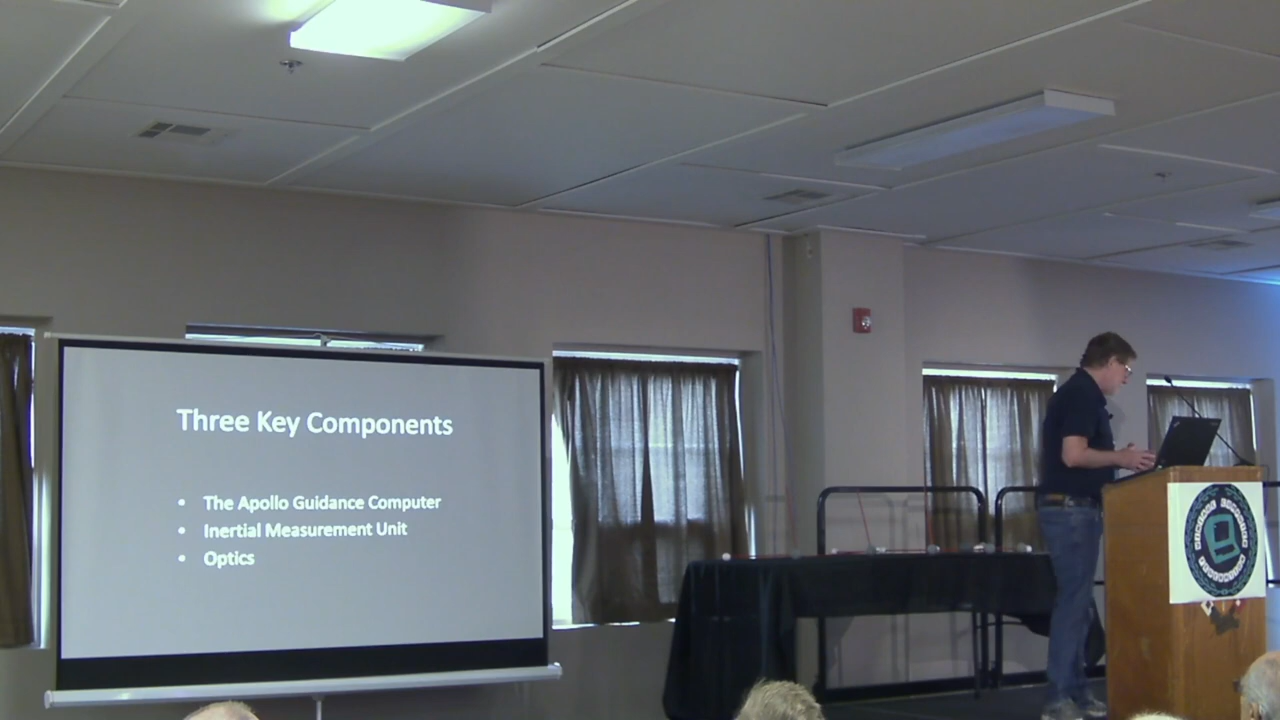 Three Key Components
• The Apollo Guidance Computer
• Inertial Measurement Unit
• Optics